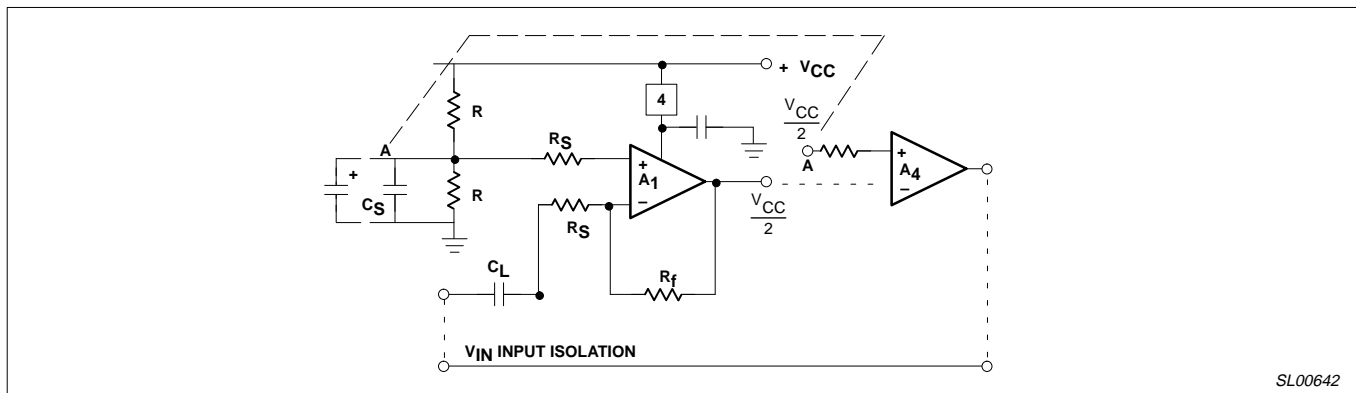 + VCC
4
R
VCC
2
A
RS
+
A1
−
+
CS
R
RS
VCC
2
A
+
A4
−
CL
Rf
VIN INPUT ISOLATION
SL00642